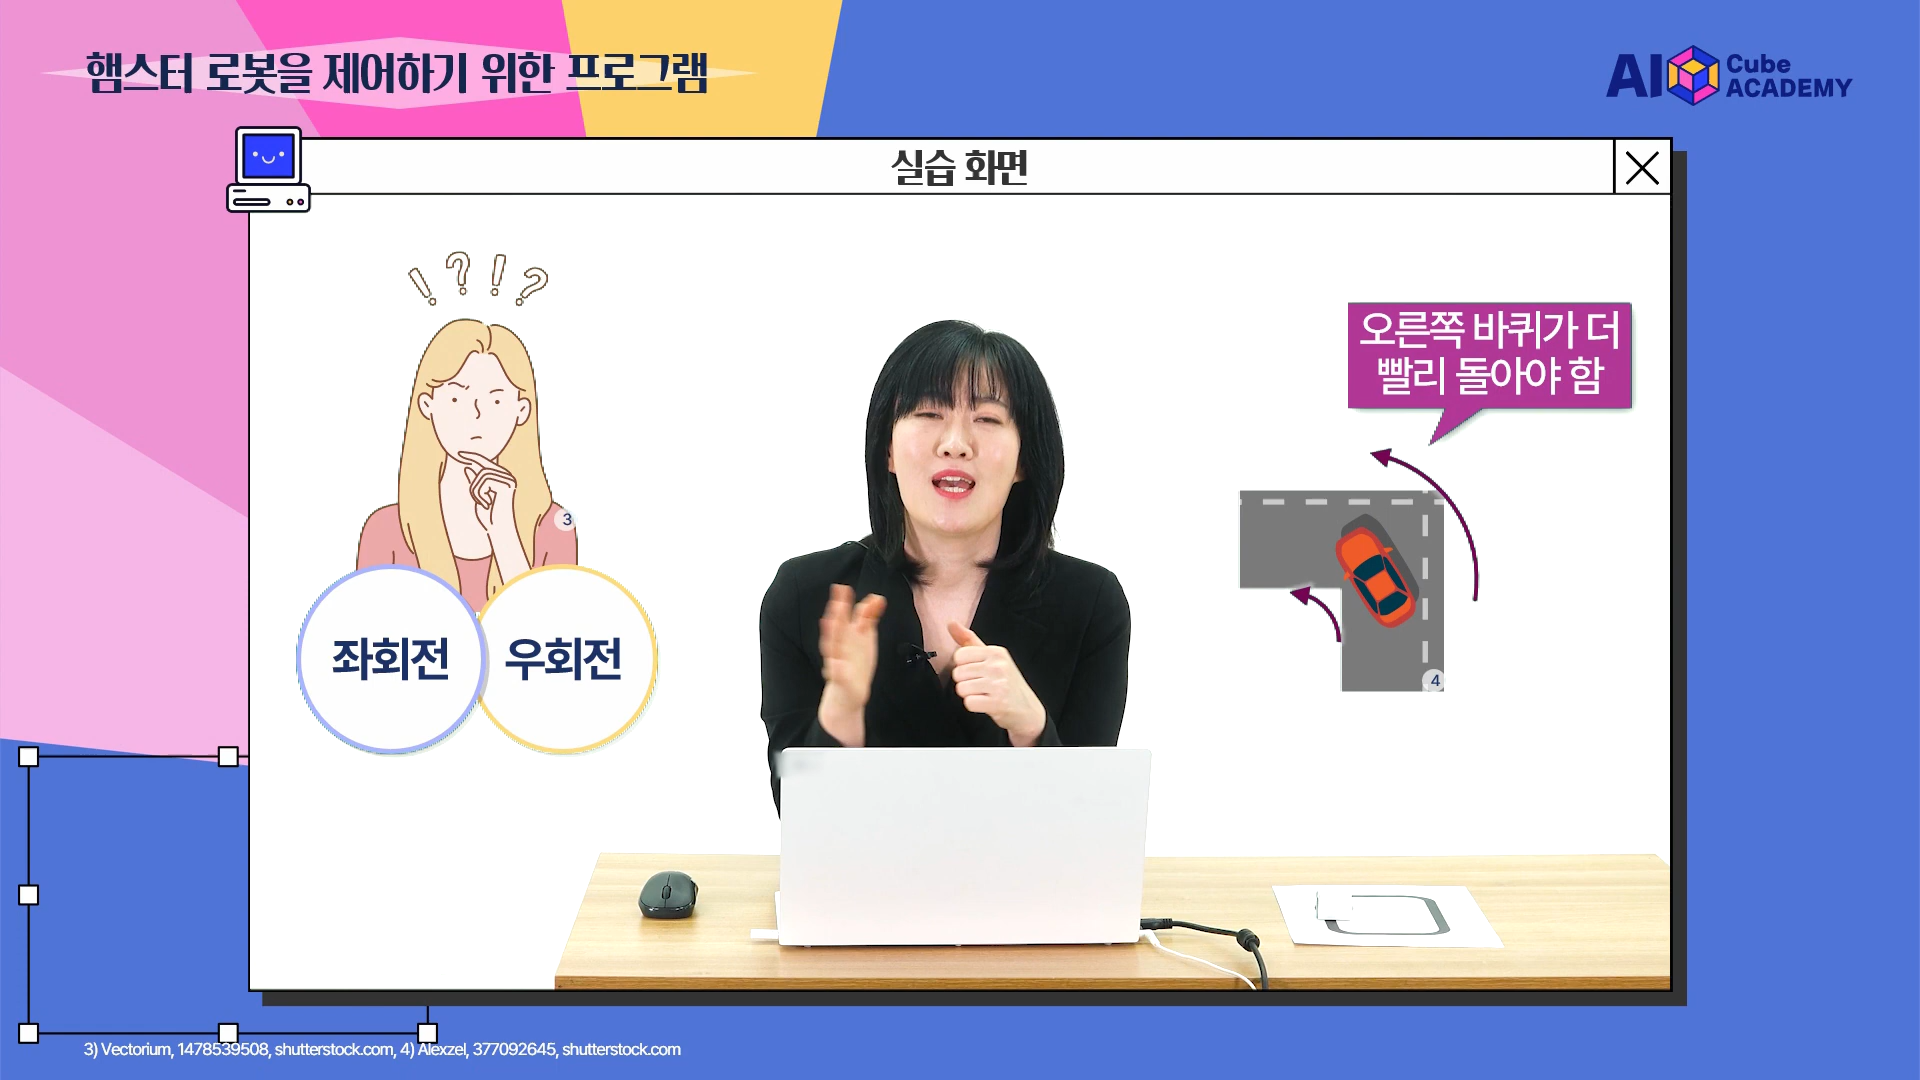 햄스터 로봇을 제어하기 위한 프로그램
AI Cube
ACADEMY
실습 화면
! ? ! ?
오른쪽 바퀴가 더
빨리 돌아야 함
3
좌회전 우회전
4
3) Vectorium, 1478539508, shutterstock.com, 4) Alexzel, 377092645, shutterstock.com